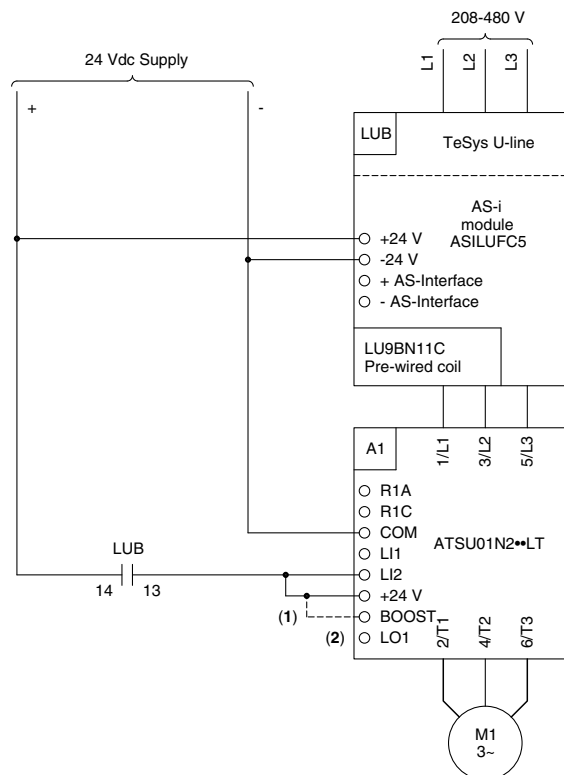 208-480 V
L1
L2
L3
24 Vdc Supply
+
-
LUB
TeSys U-line
AS-i
module
ASILUFC5
+24 V
-24 V
+ AS-Interface
- AS-Interface
LU9BN11C
Pre-wired coil
A1
1/L1
3/L2
5/L3
R1A
R1C
COM
ATSU01N2••LT
LI1
LUB
LI2
14
13
+24 V
(1)
BOOST
(2)
LO1
2/T1
4/T2
6/T3
M1
3~